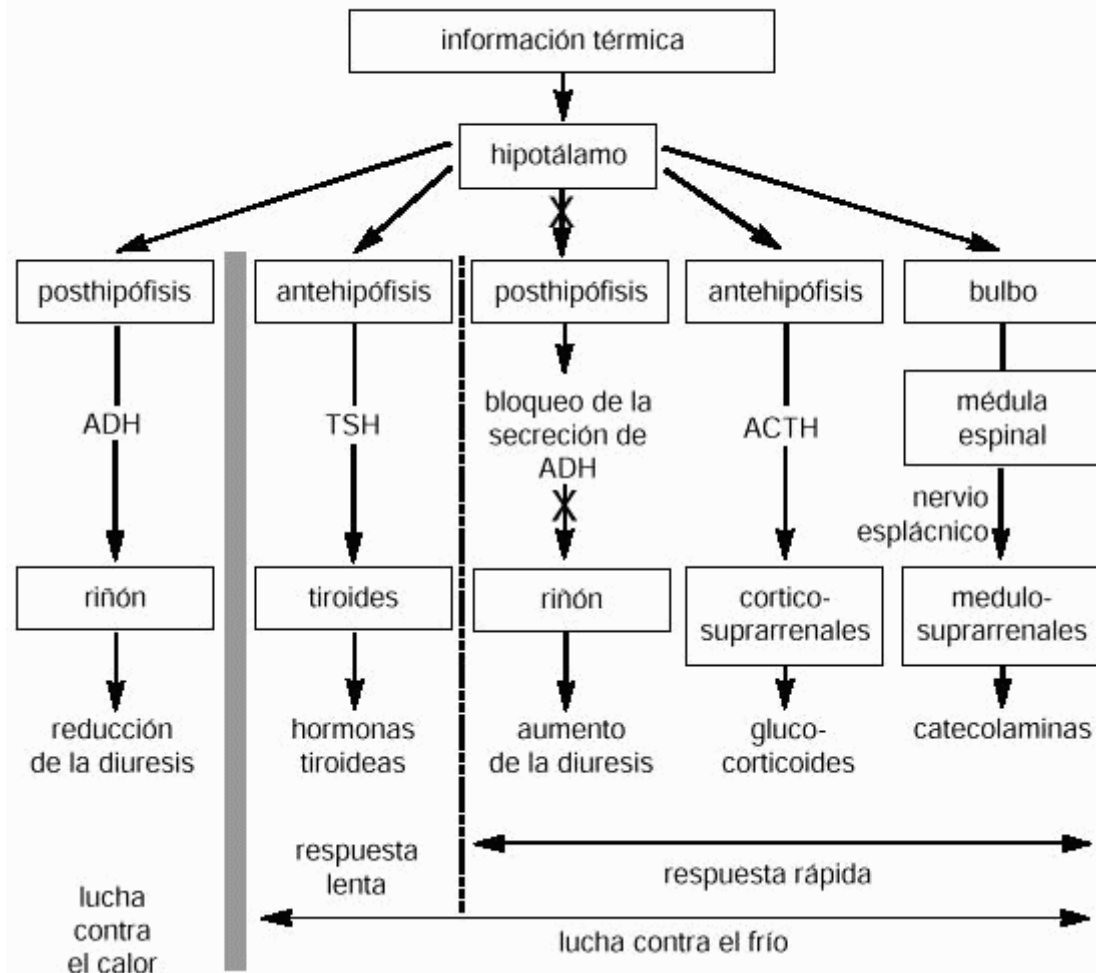 información térmica
hipotálamo
posthipófisis
antehipófisis
posthipófisis
antehipófisis
bulbo
ADH
TSH
bloqueo de la
secreción de
ADH
ACTH
médula
espinal
nervio
esplácnico
riñón
tiroides
riñón
cortico-
suprarrenales
medulo-
suprarrenales
reducción
de la diuresis
hormonas
tiroideas
aumento
de la diuresis
gluco-
corticoides
catecolaminas
respuesta
lenta
respuesta rápida
lucha
contra
el calor
lucha contra el frío